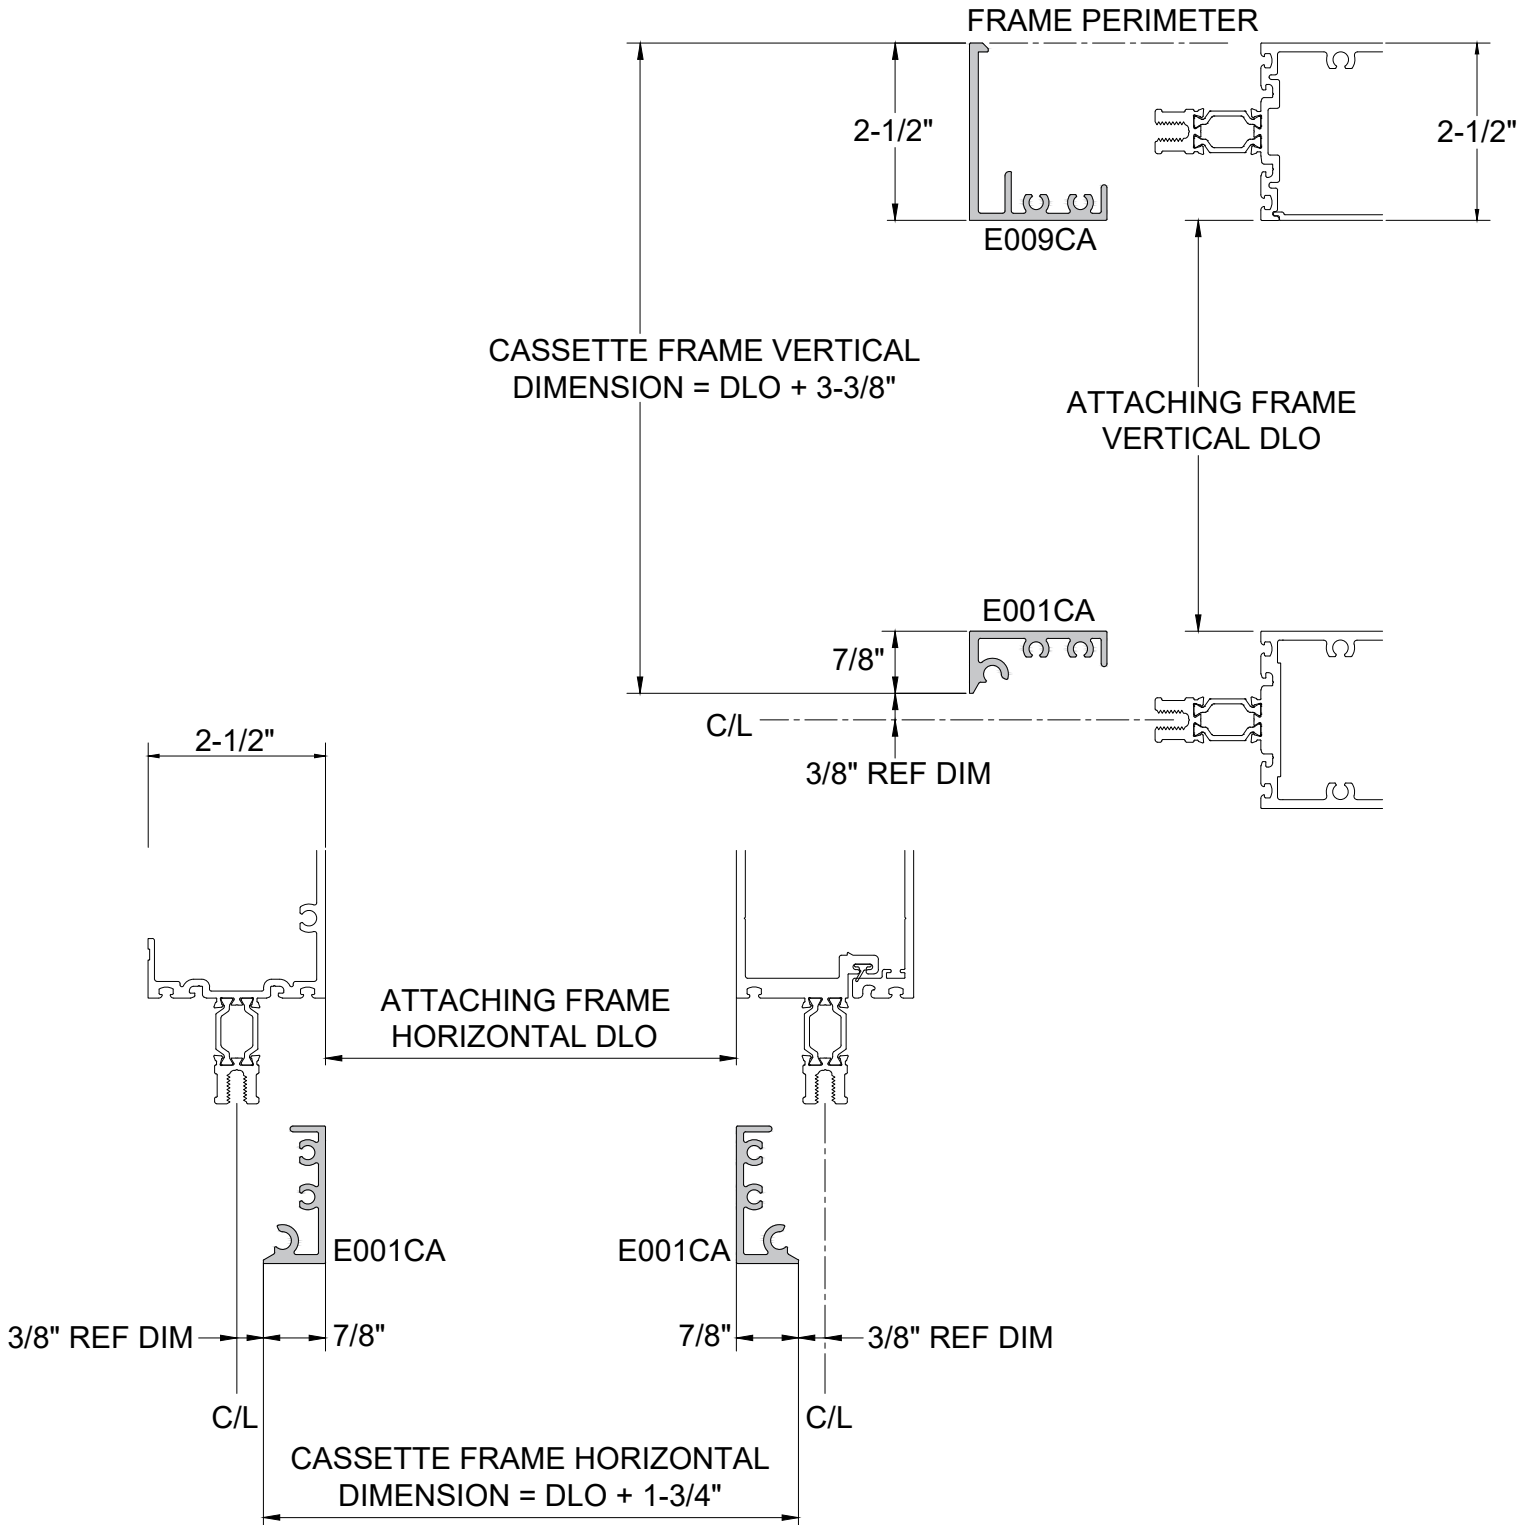 FRAME PERIMETER
2-1/2"
2-1/2"
E009CA
CASSETTE FRAME VERTICAL
DIMENSION = DLO + 3-3/8"
ATTACHING FRAME
VERTICAL DLO
E001CA
7/8"
C/L
3/8" REF DIM
2-1/2"
ATTACHING FRAME
HORIZONTAL DLO
E001CA
E001CA
3/8" REF DIM
7/8"
7/8"
3/8" REF DIM
C/L
C/L
CASSETTE FRAME HORIZONTAL
DIMENSION = DLO + 1-3/4"